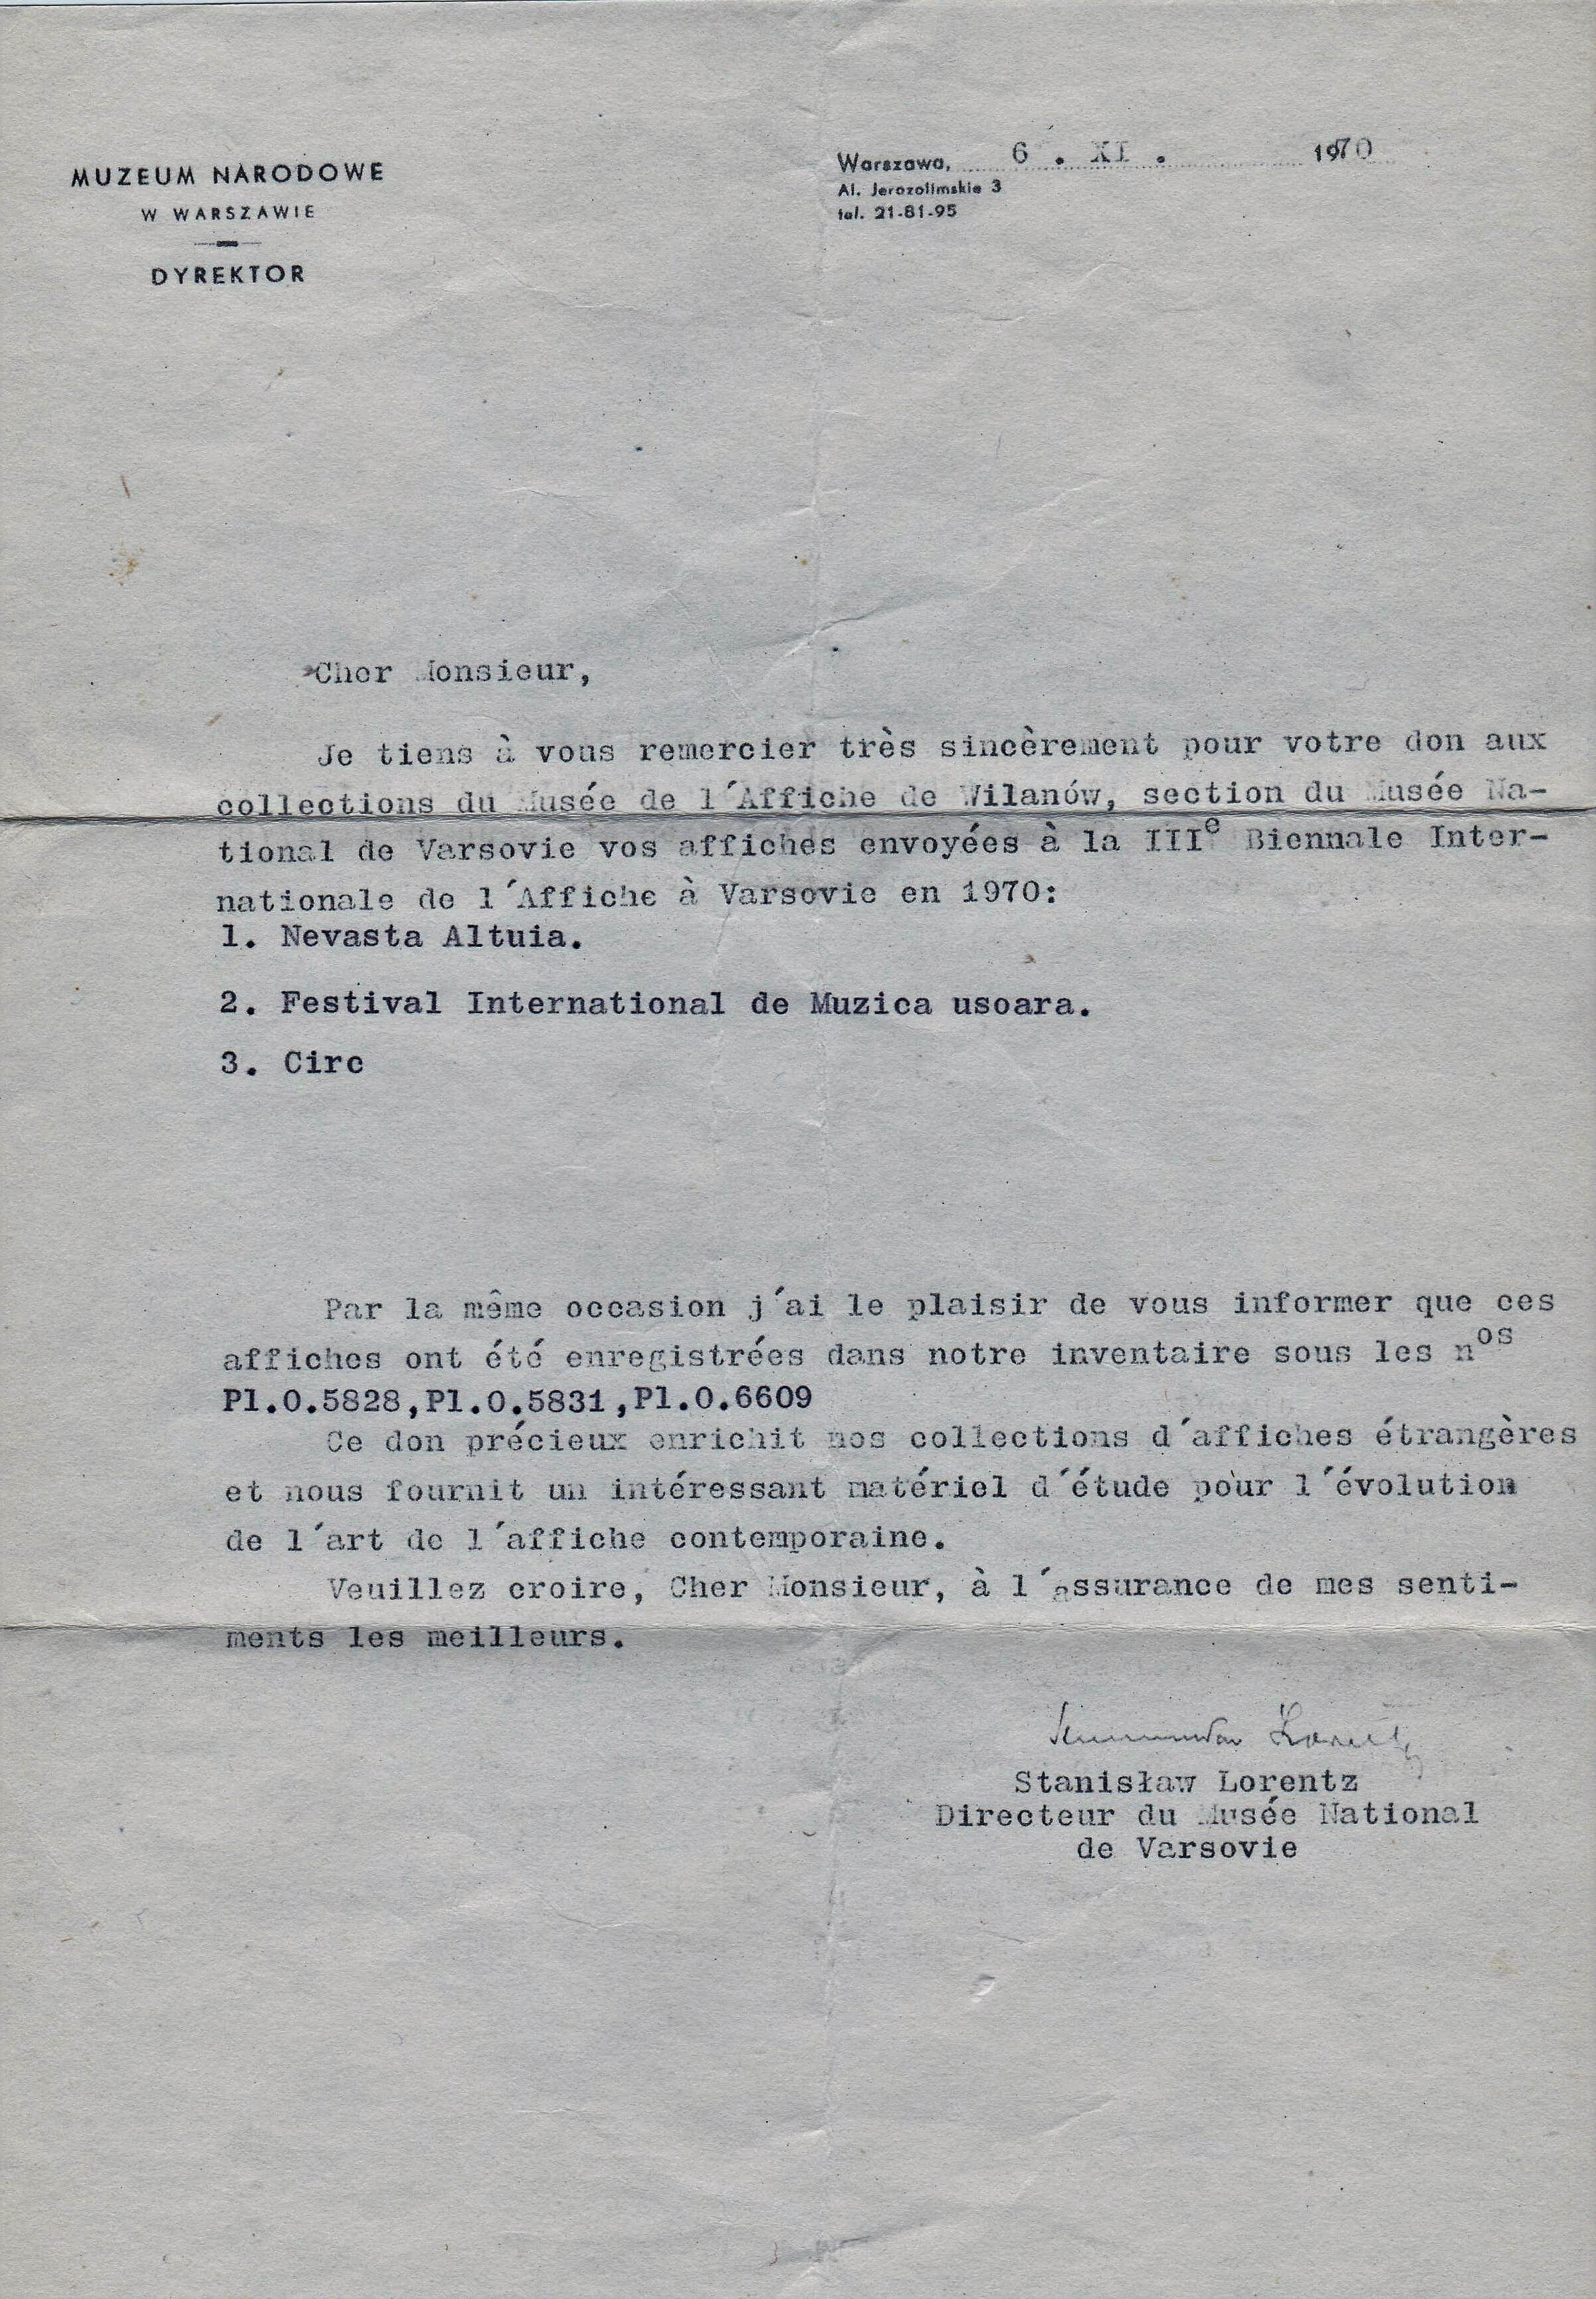 MUZEUM NARODOWE
W WARSZAWIE
DYREKTOR
Warszawa, 6 . XI . 1970
Al. Jerozolimskie 3
tel. 21-81-95
Cher Monsieur,
Je tiens à vous remercier très sincèrement pour votre don aux
collections du Musée de l´Affiche de Wilanów, section du Musée Na-
tional de Varsovie vos affiches envoyées à la IIIe Biennale Inter-
nationale de l´Affiche à Varsovie en 1970:
1. Nevasta Altuia.
2. Festival International de Muzica usoara.
3. Circ
Par la même occasion j´ai le plaisir de vous informer que ces
affiches ont été enregistrées dans notre inventaire sous les nos
Pl.O.5828,Pl.O.5831,Pl.O.6609
Ce don précieux enrichit nos collections d´affiches étrangères
et nous fournit un intéressant matériel d´étude pour l´évolution
de l´art de l´affiche contemporaine.
Veuillez croire, Cher Monsieur, à l´assurance de mes senti-
ments les meilleurs.
Stanisław Lorentz
Stanisław Lorentz
Directeur du Musée National
de Varsovie